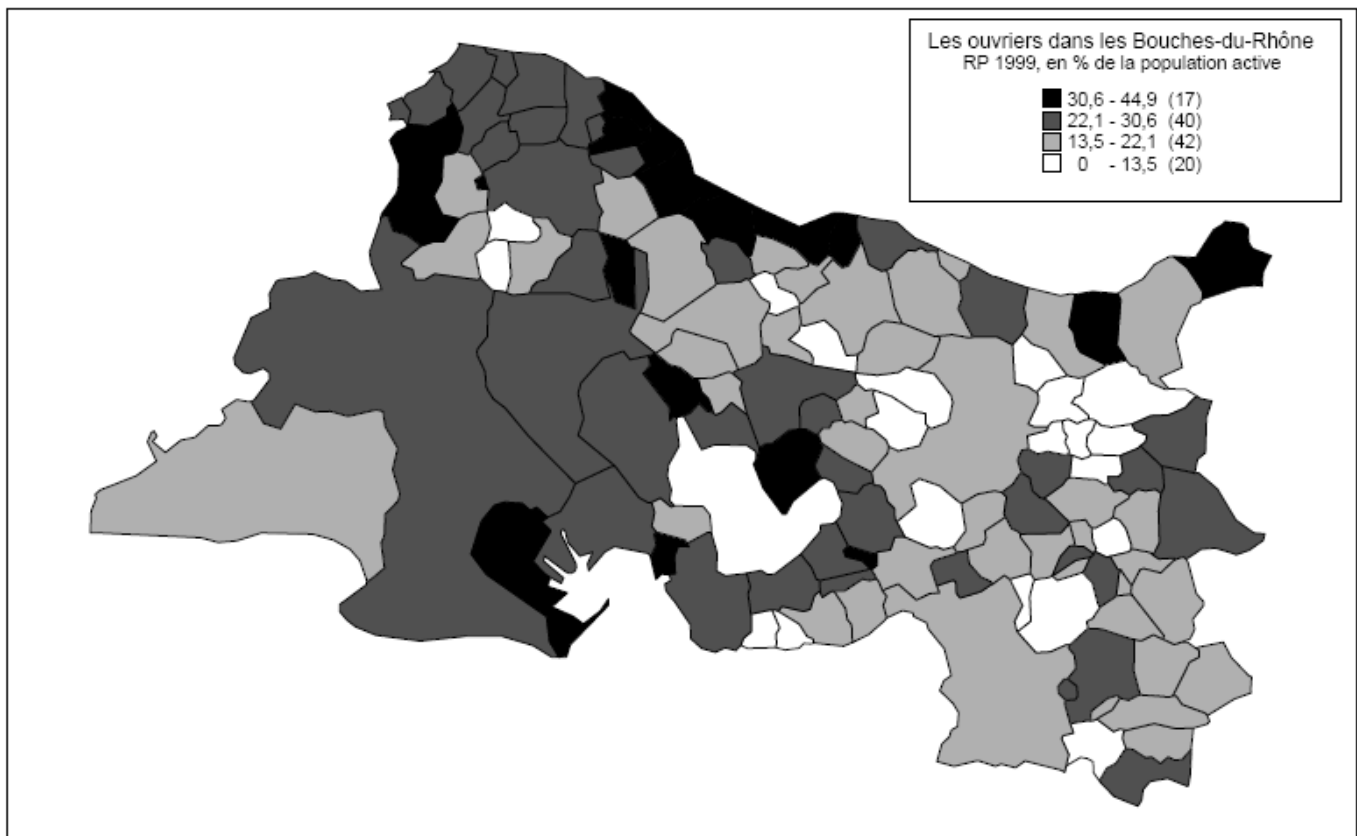 Les ouvriers dans les Bouches-du-Rhône
RP 1999, en % de la population active
30,6 - 44,9 (17)
22,1 - 30,6 (40)
13,5 - 22,1 (42)
0 - 13,5 (20)